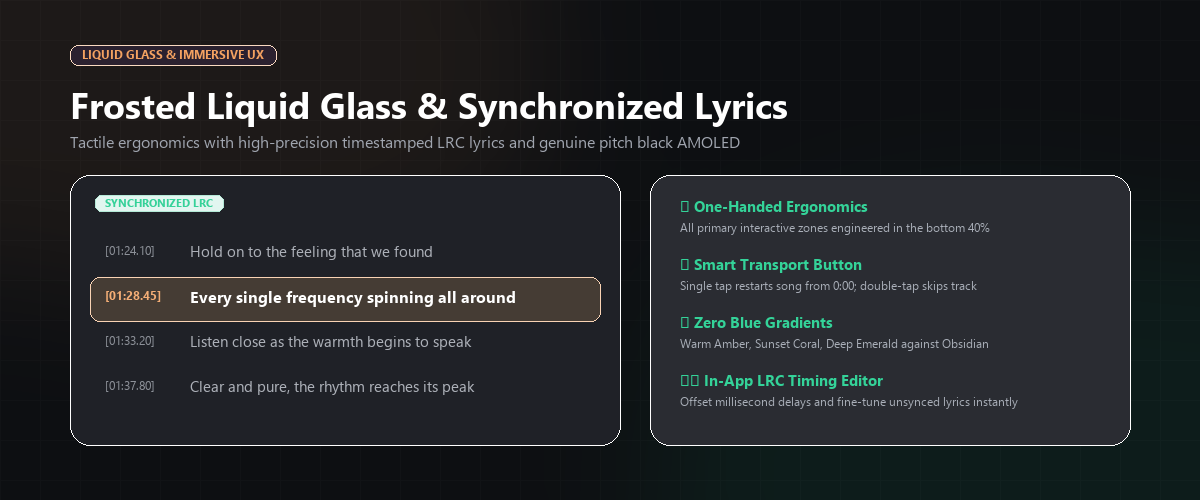 LIQUID GLASS & IMMERSIVE UX
Frosted Liquid Glass & Synchronized Lyrics
Tactile ergonomics with high-precision timestamped LRC lyrics and genuine pitch black AMOLED
SYNCHRONIZED LRC
[01:24.10] Hold on to the feeling that we found
[01:28.45] Every single frequency spinning all around
[01:33.20] Listen close as the warmth begins to speak
[01:37.80] Clear and pure, the rhythm reaches its peak
One-Handed Ergonomics
All primary interactive zones engineered in the bottom 40%
Smart Transport Button
Single tap restarts song from 0:00; double-tap skips track
Zero Blue Gradients
Warm Amber, Sunset Coral, Deep Emerald against Obsidian
In-App LRC Timing Editor
Offset millisecond delays and fine-tune unsynced lyrics instantly